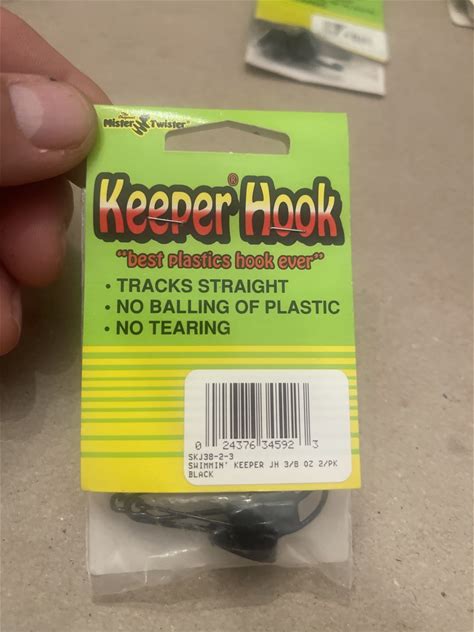 Mister Twister®
Keeper® Hook
"best plastics hook ever"
• TRACKS STRAIGHT
• NO BALLING OF PLASTIC
• NO TEARING
0 24376 34592 3
SKJ38-2-3
SWIMMIN' KEEPER JH 3/8 OZ 2/PK
BLACK